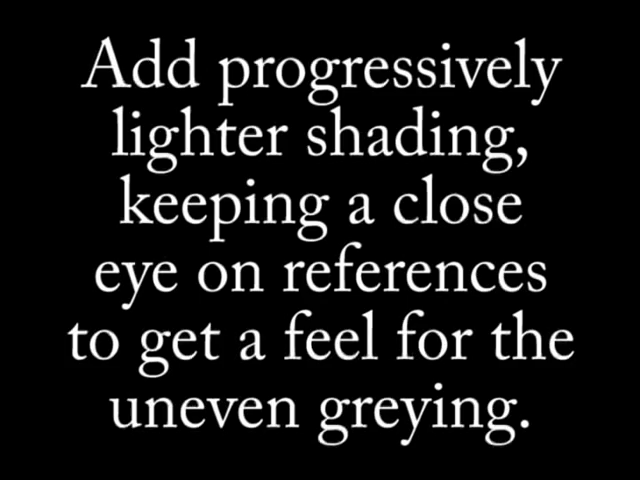 Add progressively
lighter shading,
keeping a close
eye on references
to get a feel for the
uneven greying.